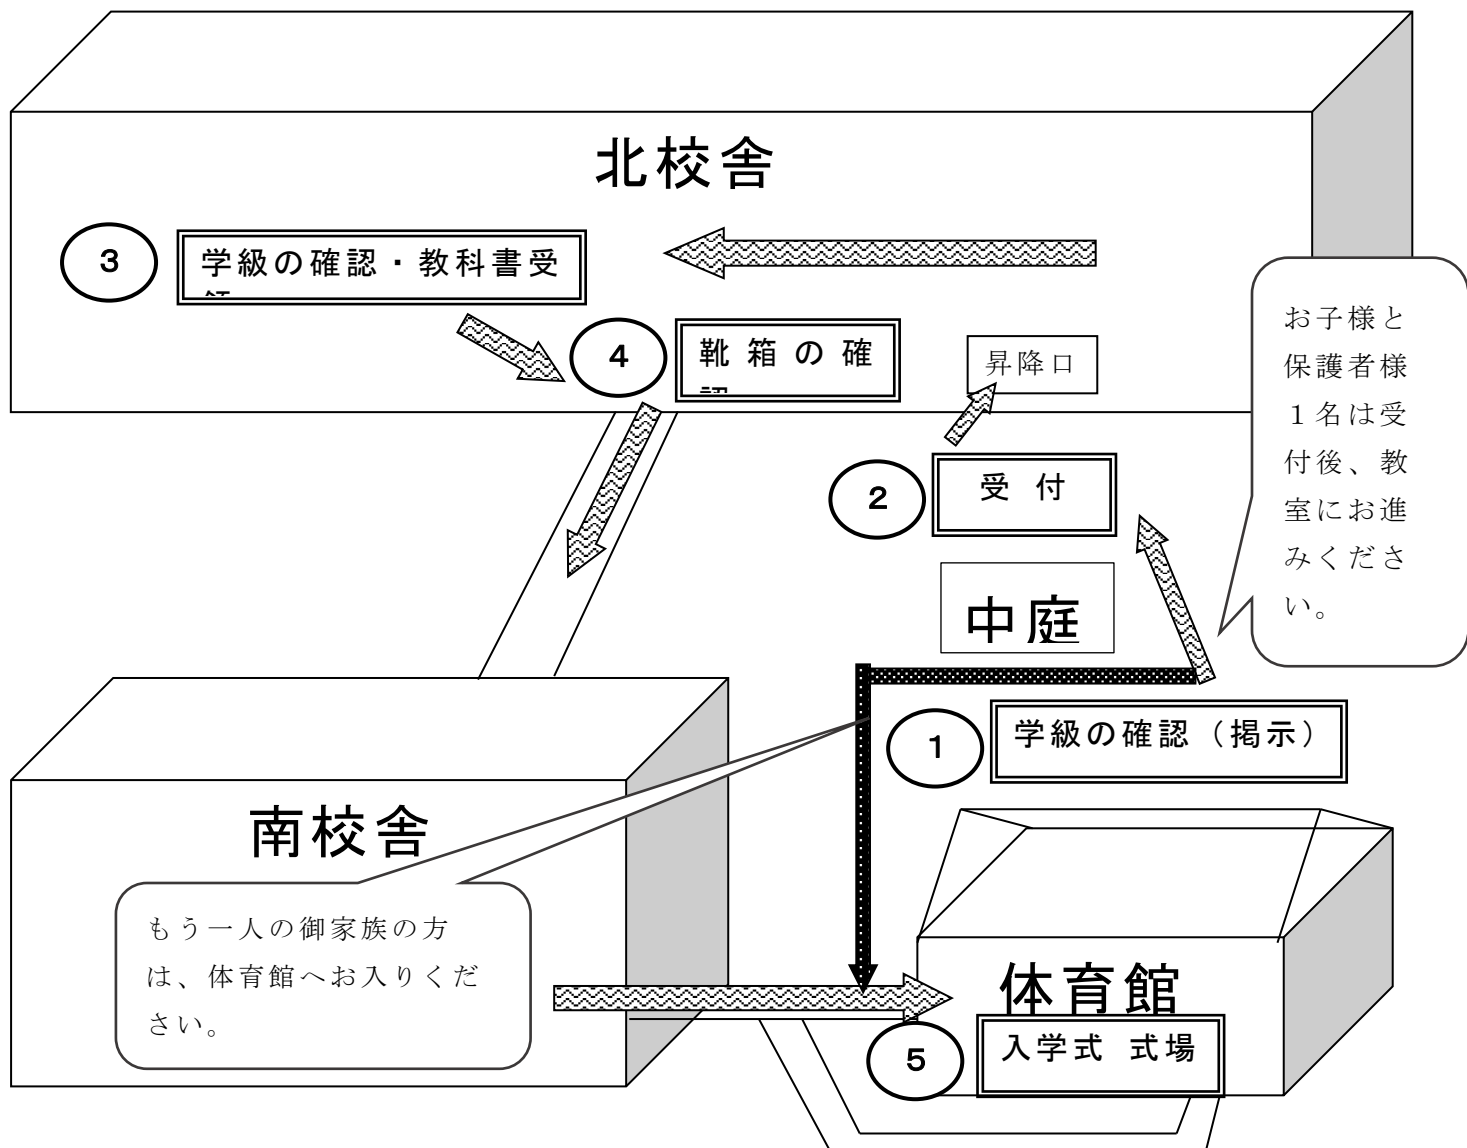 北校舎
3
学級の確認・教科書受
4
靴箱の確
昇降口
お子様と
保護者様
1名は受
付後、教
室にお進
みくださ
い。
2
受付
中庭
1
学級の確認（掲示）
南校舎
もう一人の御家族の方
は、体育館へお入りくだ
さい。
体育館
5
入学式 式場